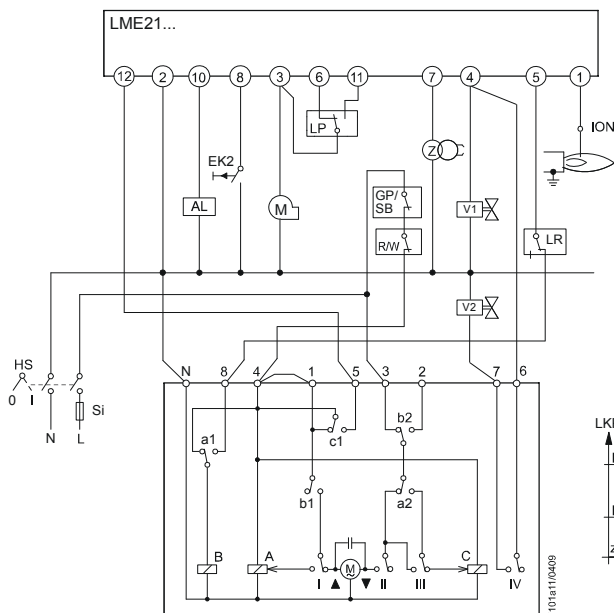 LME21...
12 2 10 8 3 6 11 7 4 5 1
LP
ION
EK2
Z
GP/
SB
V1
AL
M
R/W
LR
V2
HS
0 I
Si
N L
N 8 4 1 5 3 2 7 6
c1
b2
a1
b1
a2
B A C
I M II III IV
~
101a11/0409